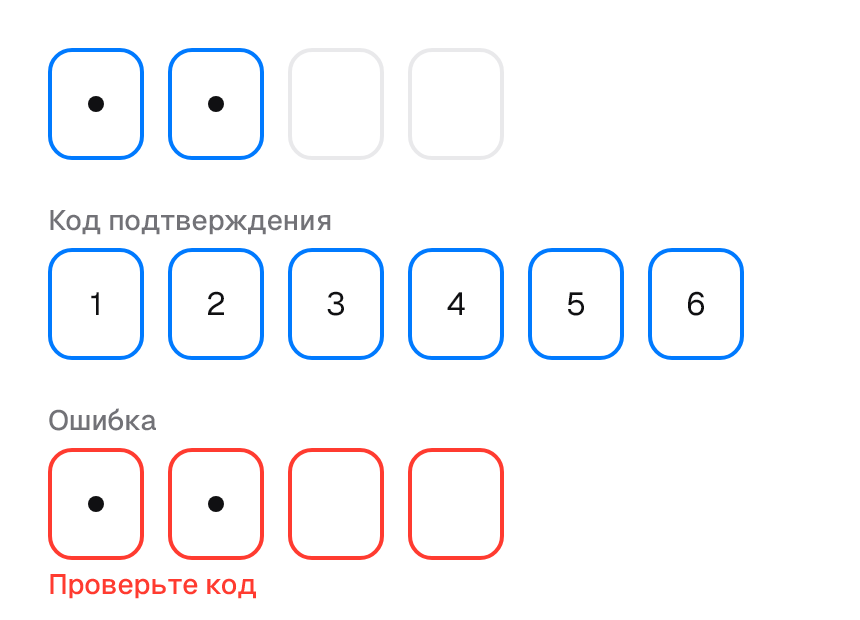 • •
Код подтверждения
1 2 3 4 5 6
Ошибка
• •
Проверьте код